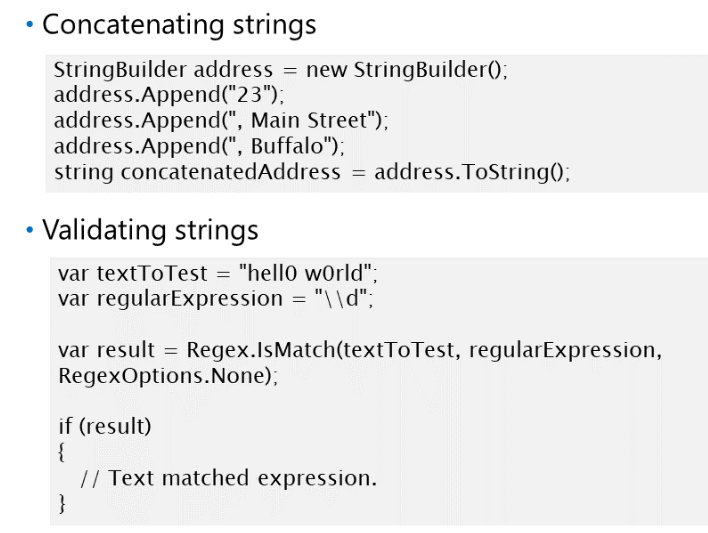 • Concatenating strings
StringBuilder address = new StringBuilder();
address.Append("23");
address.Append(", Main Street");
address.Append(", Buffalo");
string concatenatedAddress = address.ToString();
• Validating strings
var textToTest = "hell0 w0rld";
var regularExpression = "\\d";
var result = Regex.IsMatch(textToTest, regularExpression,
RegexOptions.None);
if (result)
{
// Text matched expression.
}